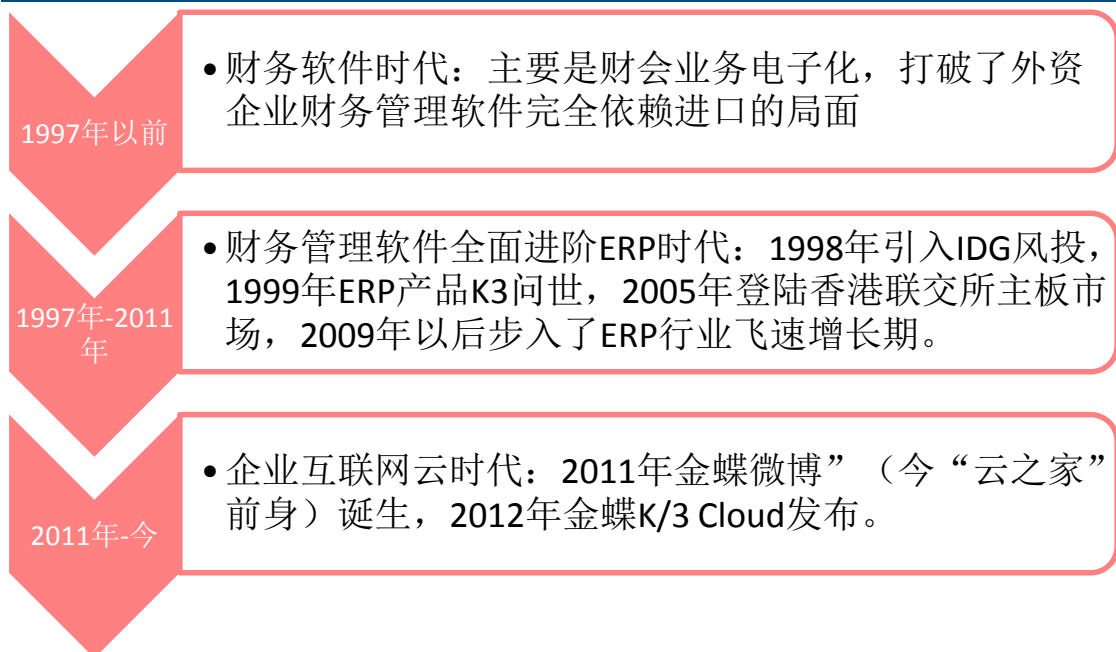 1997年以前
•财务软件时代：主要是财会业务电子化，打破了外资
企业财务管理软件完全依赖进口的局面
1997年-2011
年
•财务管理软件全面进阶ERP时代：1998年引入IDG风投，
1999年ERP产品K3问世，2005年登陆香港联交所主板市
场，2009年以后步入了ERP行业飞速增长期。
2011年-今
•企业互联网云时代：2011年金蝶微博”（今“云之家”
前身）诞生，2012年金蝶K/3 Cloud发布。